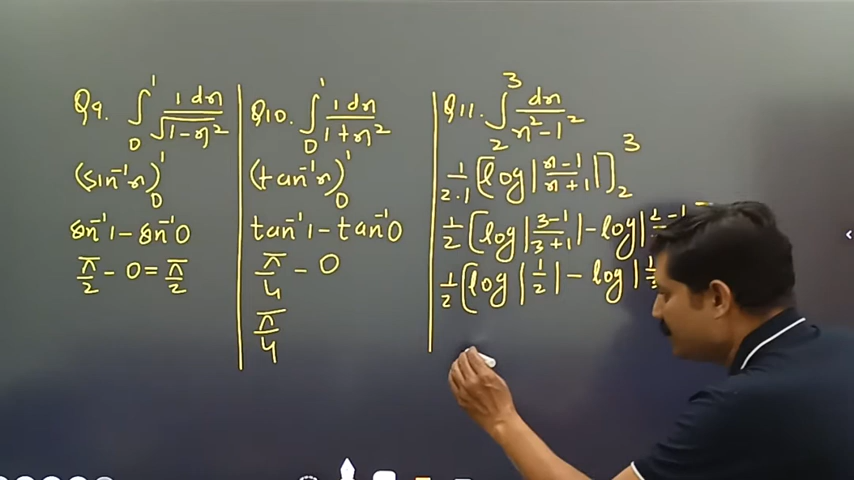 Q9. ∫₀¹ 1 dx / √(1-x²)
(sin⁻¹x)₀¹
sin⁻¹1 - sin⁻¹0
π/2 - 0 = π/2
Q10. ∫₀¹ 1 dx / 1+x²
(tan⁻¹x)₀¹
tan⁻¹1 - tan⁻¹0
π/4 - 0
π/4
Q11. ∫₂³ dx / x²-1²
1/2·1 [log|x-1/x+1|]₂³
1/2 [log|3-1/3+1| - log|
1/2 [log|1/2| - log|